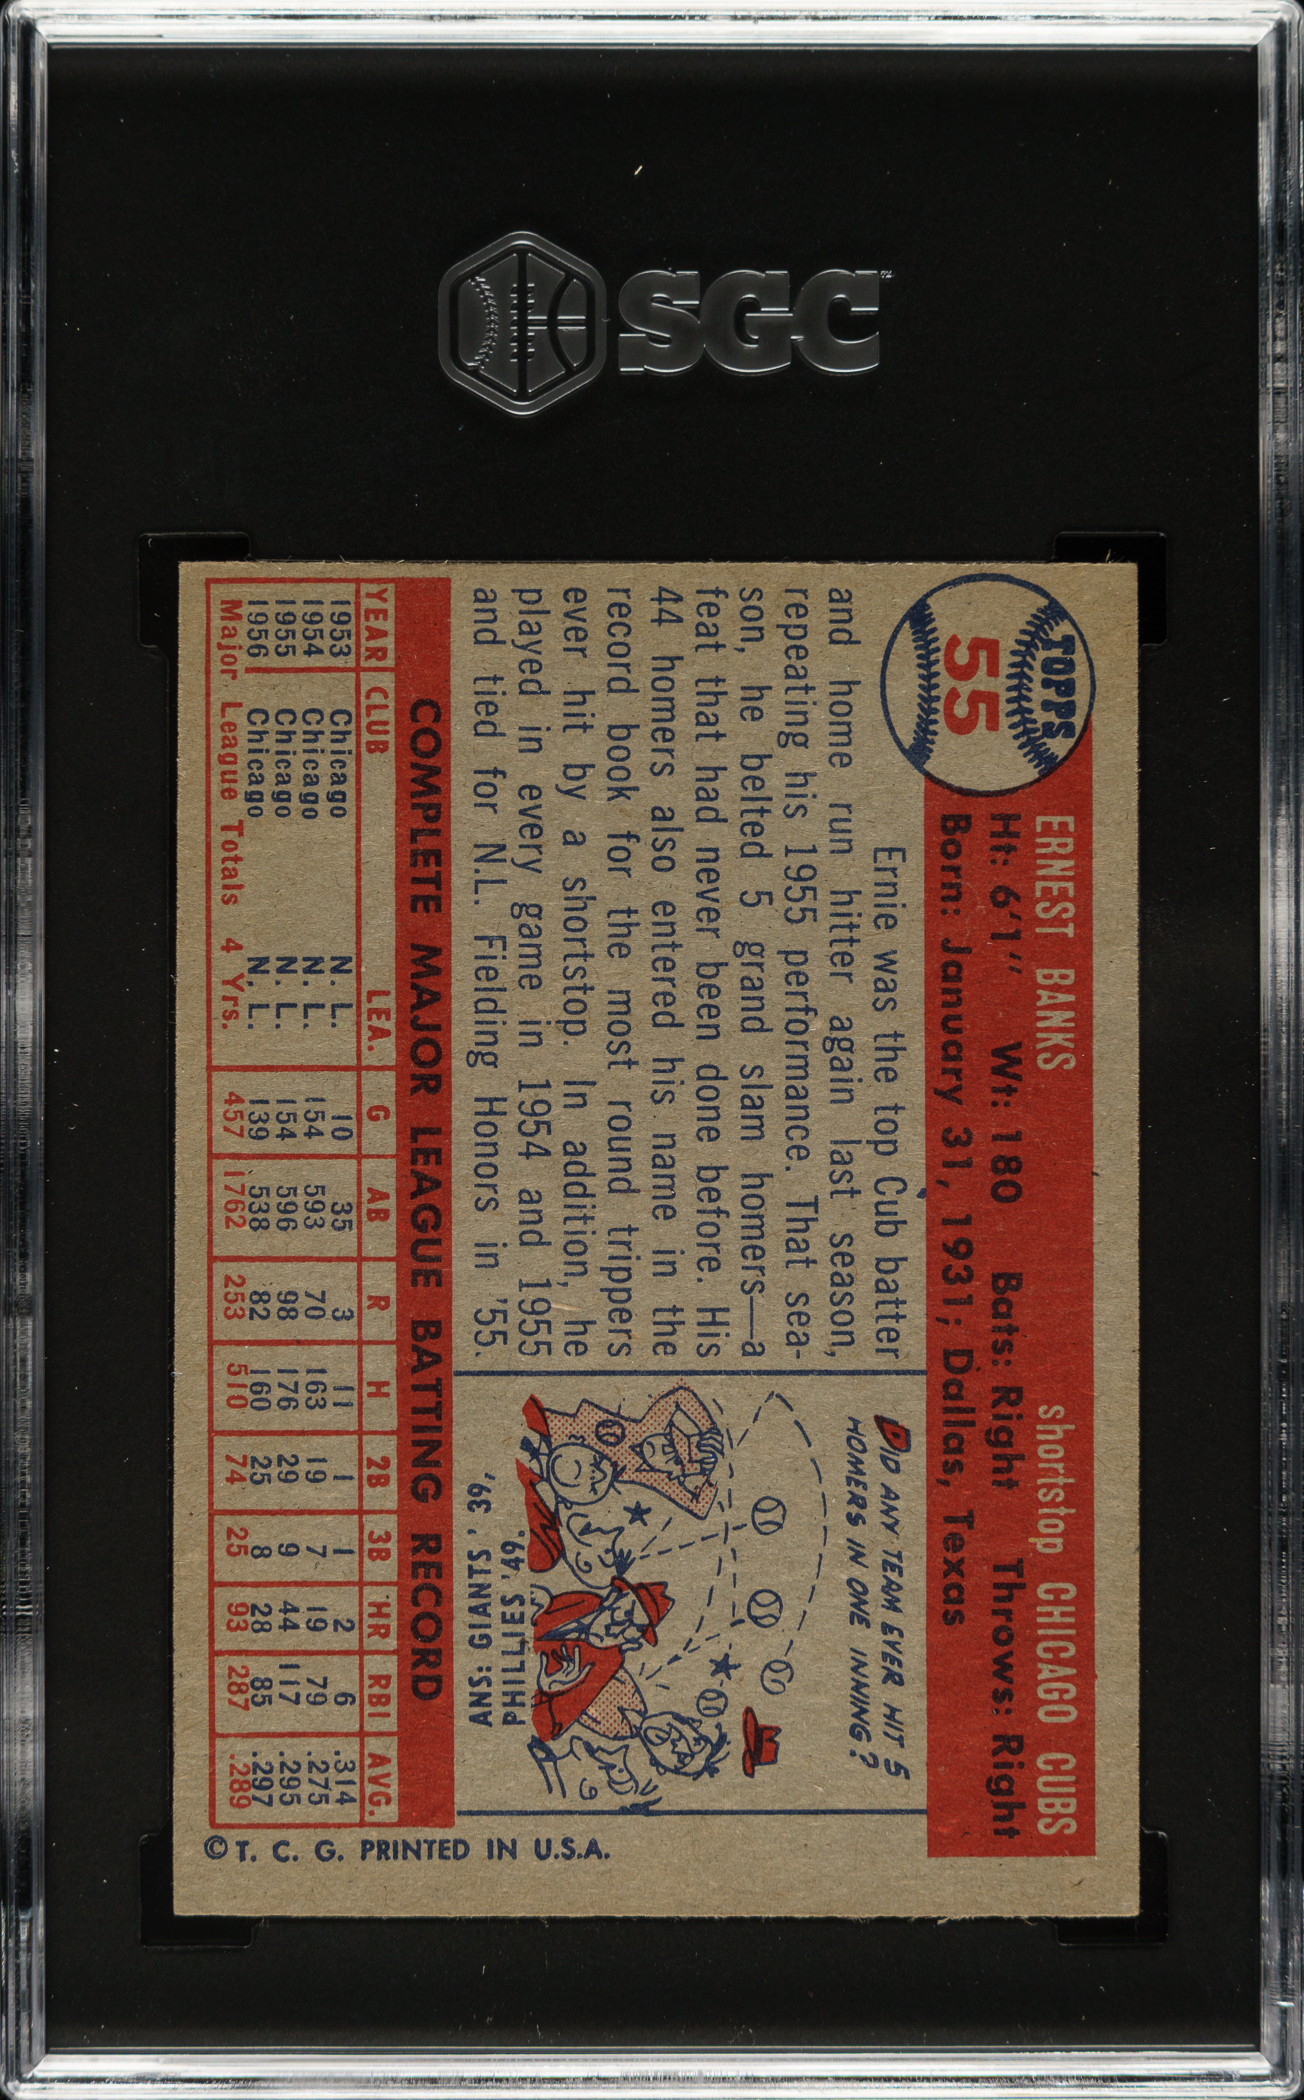 SGC
TOPPS
55
ERNEST BANKS shortstop CHICAGO CUBS
Ht: 6'1" Wt: 180 Bats: Right Throws: Right
Born: January 31, 1931; Dallas, Texas
Ernie was the top Cub batter
and home run hitter again last season,
repeating his 1955 performance. That sea-
son, he belted 5 grand slam homers—a
feat that had never been done before. His
44 homers also entered his name in the
record book for the most round trippers
ever hit by a shortstop. In addition, he
played in every game in 1954 and 1955
and tied for N.L. Fielding Honors in '55.
DID ANY TEAM EVER HIT 5
HOMERS IN ONE INNING?
PHILLIES '49.
ANS: GIANTS '39,
COMPLETE MAJOR LEAGUE BATTING RECORD
YEAR CLUB LEA. G AB R H 2B 3B HR RBI AVG.
1953 Chicago N. L. 10 35 3 11 1 1 2 6 .314
1954 Chicago N. L. 154 593 70 163 19 7 19 79 .275
1955 Chicago N. L. 154 596 98 176 29 9 44 117 .295
1956 Chicago N. L. 139 538 82 160 25 8 28 85 .297
Major League Totals 4 Yrs. 457 1762 253 510 74 25 93 287 .289
© T. C. G. PRINTED IN U.S.A.